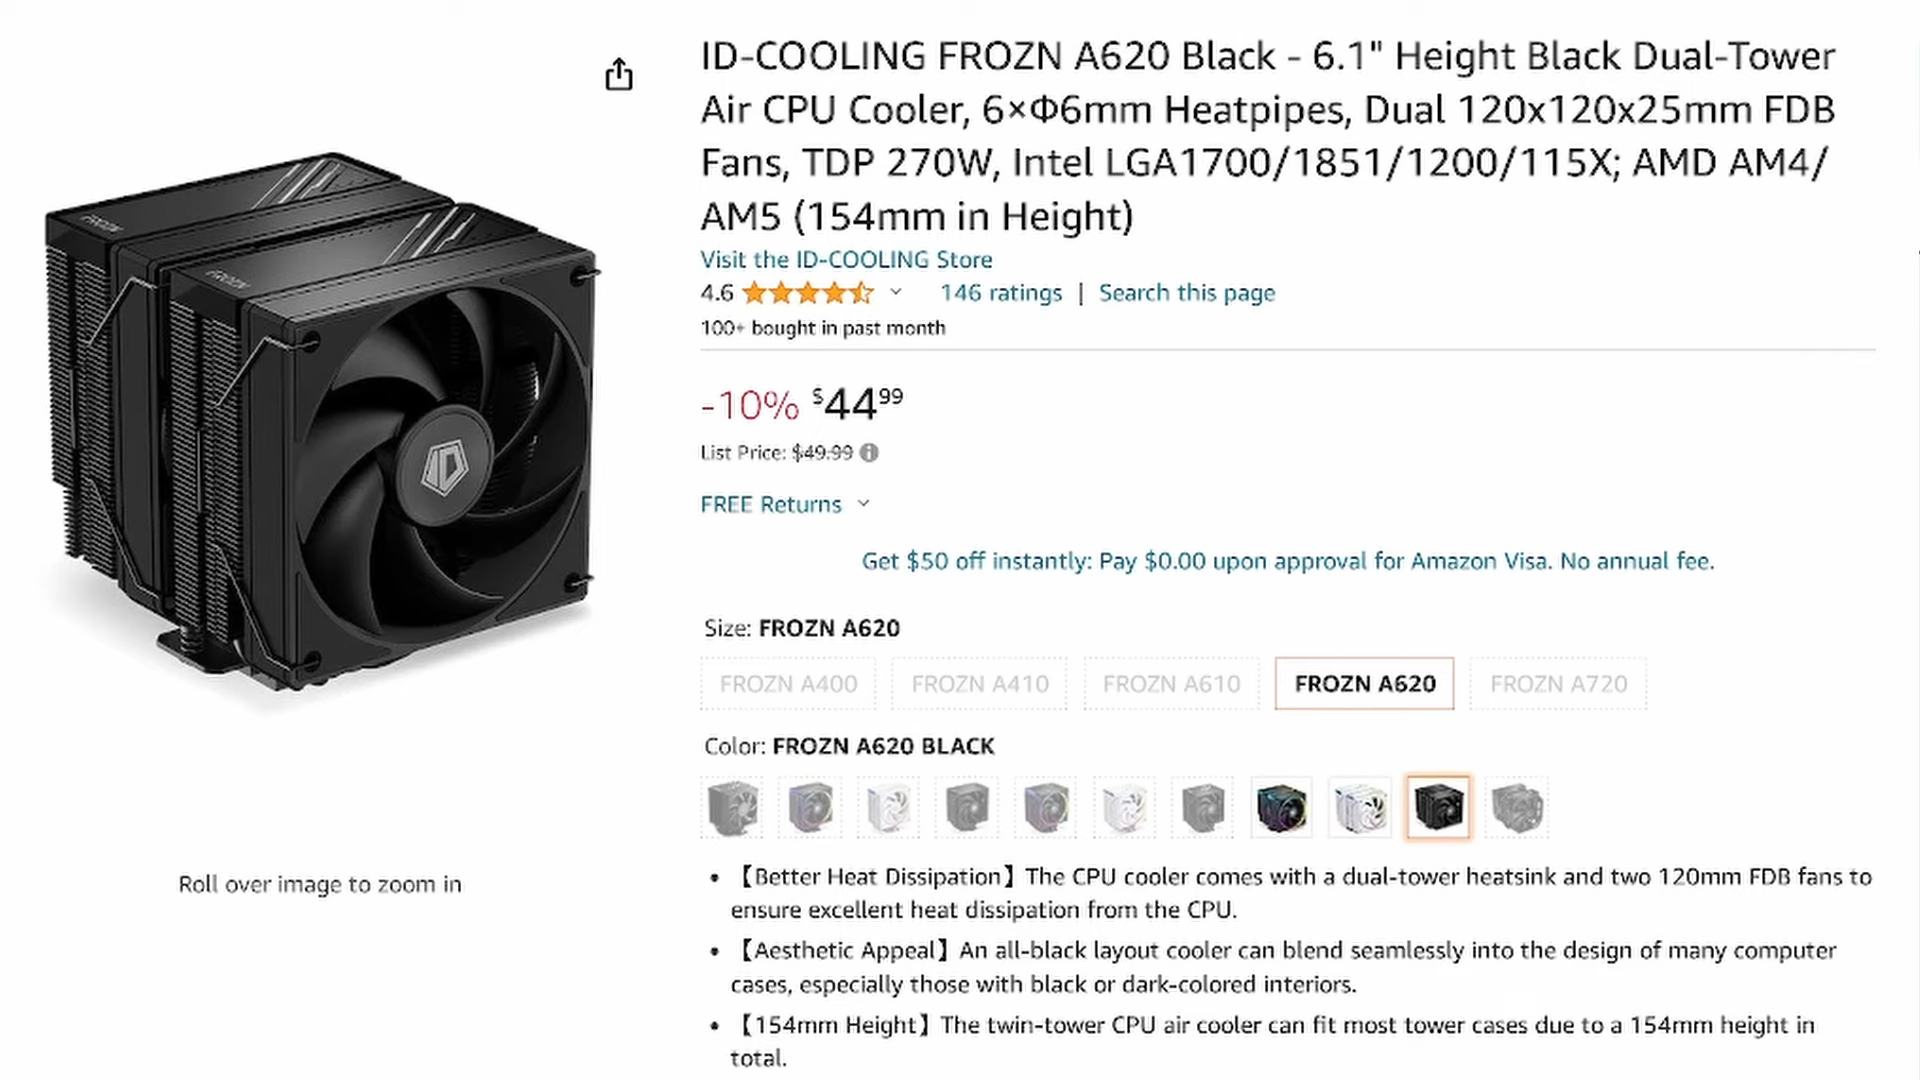 ID-COOLING FROZN A620 Black - 6.1" Height Black Dual-Tower
Air CPU Cooler, 6×Φ6mm Heatpipes, Dual 120x120x25mm FDB
Fans, TDP 270W, Intel LGA1700/1851/1200/115X; AMD AM4/
AM5 (154mm in Height)
Visit the ID-COOLING Store
4.6 146 ratings | Search this page
100+ bought in past month
-10% $44 99
List Price: $49.99
FREE Returns
Get $50 off instantly: Pay $0.00 upon approval for Amazon Visa. No annual fee.
Size: FROZN A620
FROZN A400 FROZN A410 FROZN A610 FROZN A620 FROZN A720
Color: FROZN A620 BLACK
• 【Better Heat Dissipation】The CPU cooler comes with a dual-tower heatsink and two 120mm FDB fans to
ensure excellent heat dissipation from the CPU.
• 【Aesthetic Appeal】An all-black layout cooler can blend seamlessly into the design of many computer
cases, especially those with black or dark-colored interiors.
• 【154mm Height】The twin-tower CPU air cooler can fit most tower cases due to a 154mm height in
total.
FROZN
FROZN
ID
Roll over image to zoom in